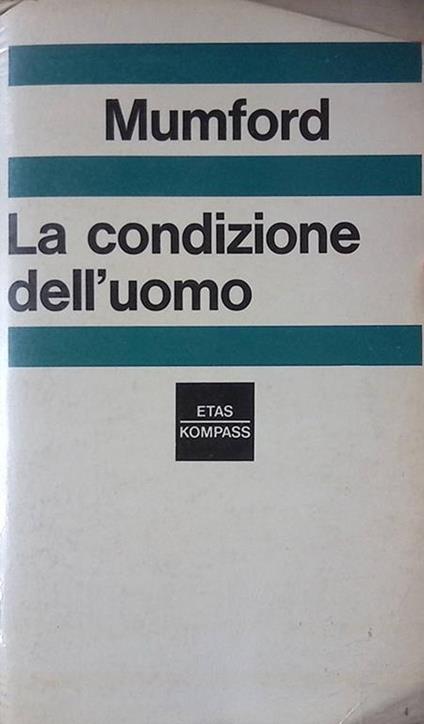 Mumford
La condizione
dell'uomo
ETAS
KOMPASS